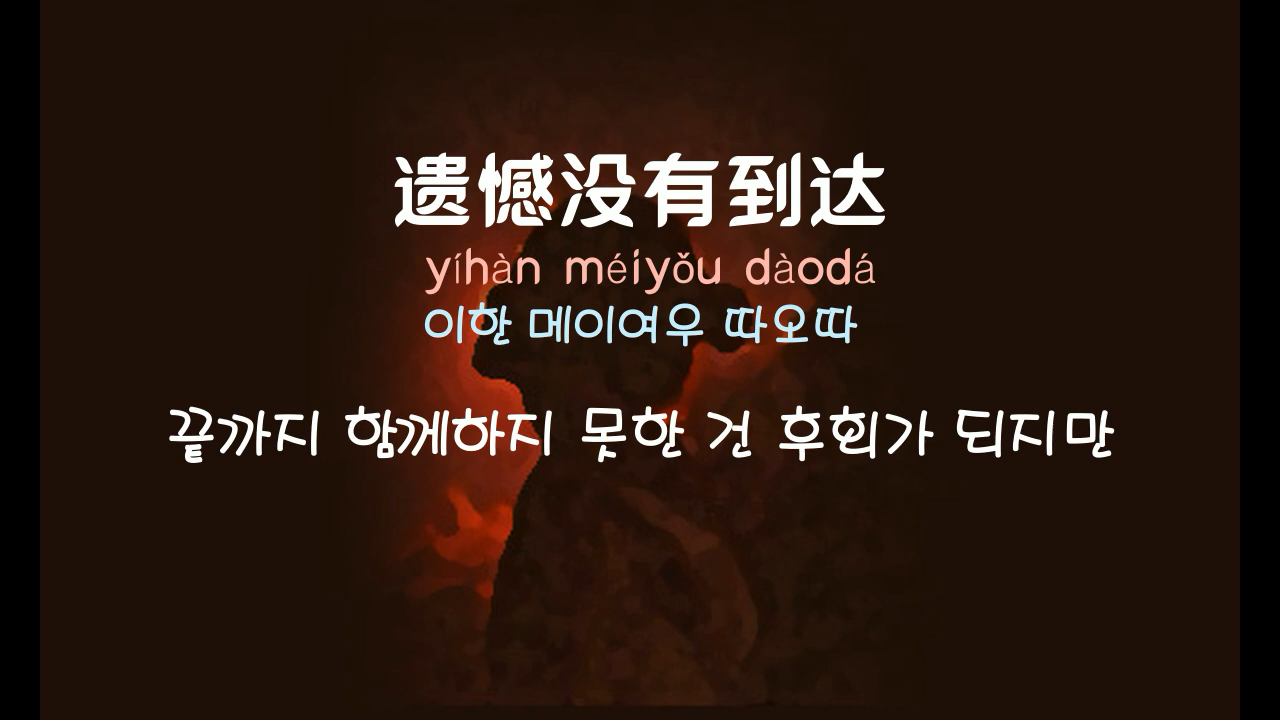 遗憾没有到达
yíhàn méiyǒu dàodá
이한 메이여우 따오따
끝까지 함께하지 못한 건 후회가 되지만